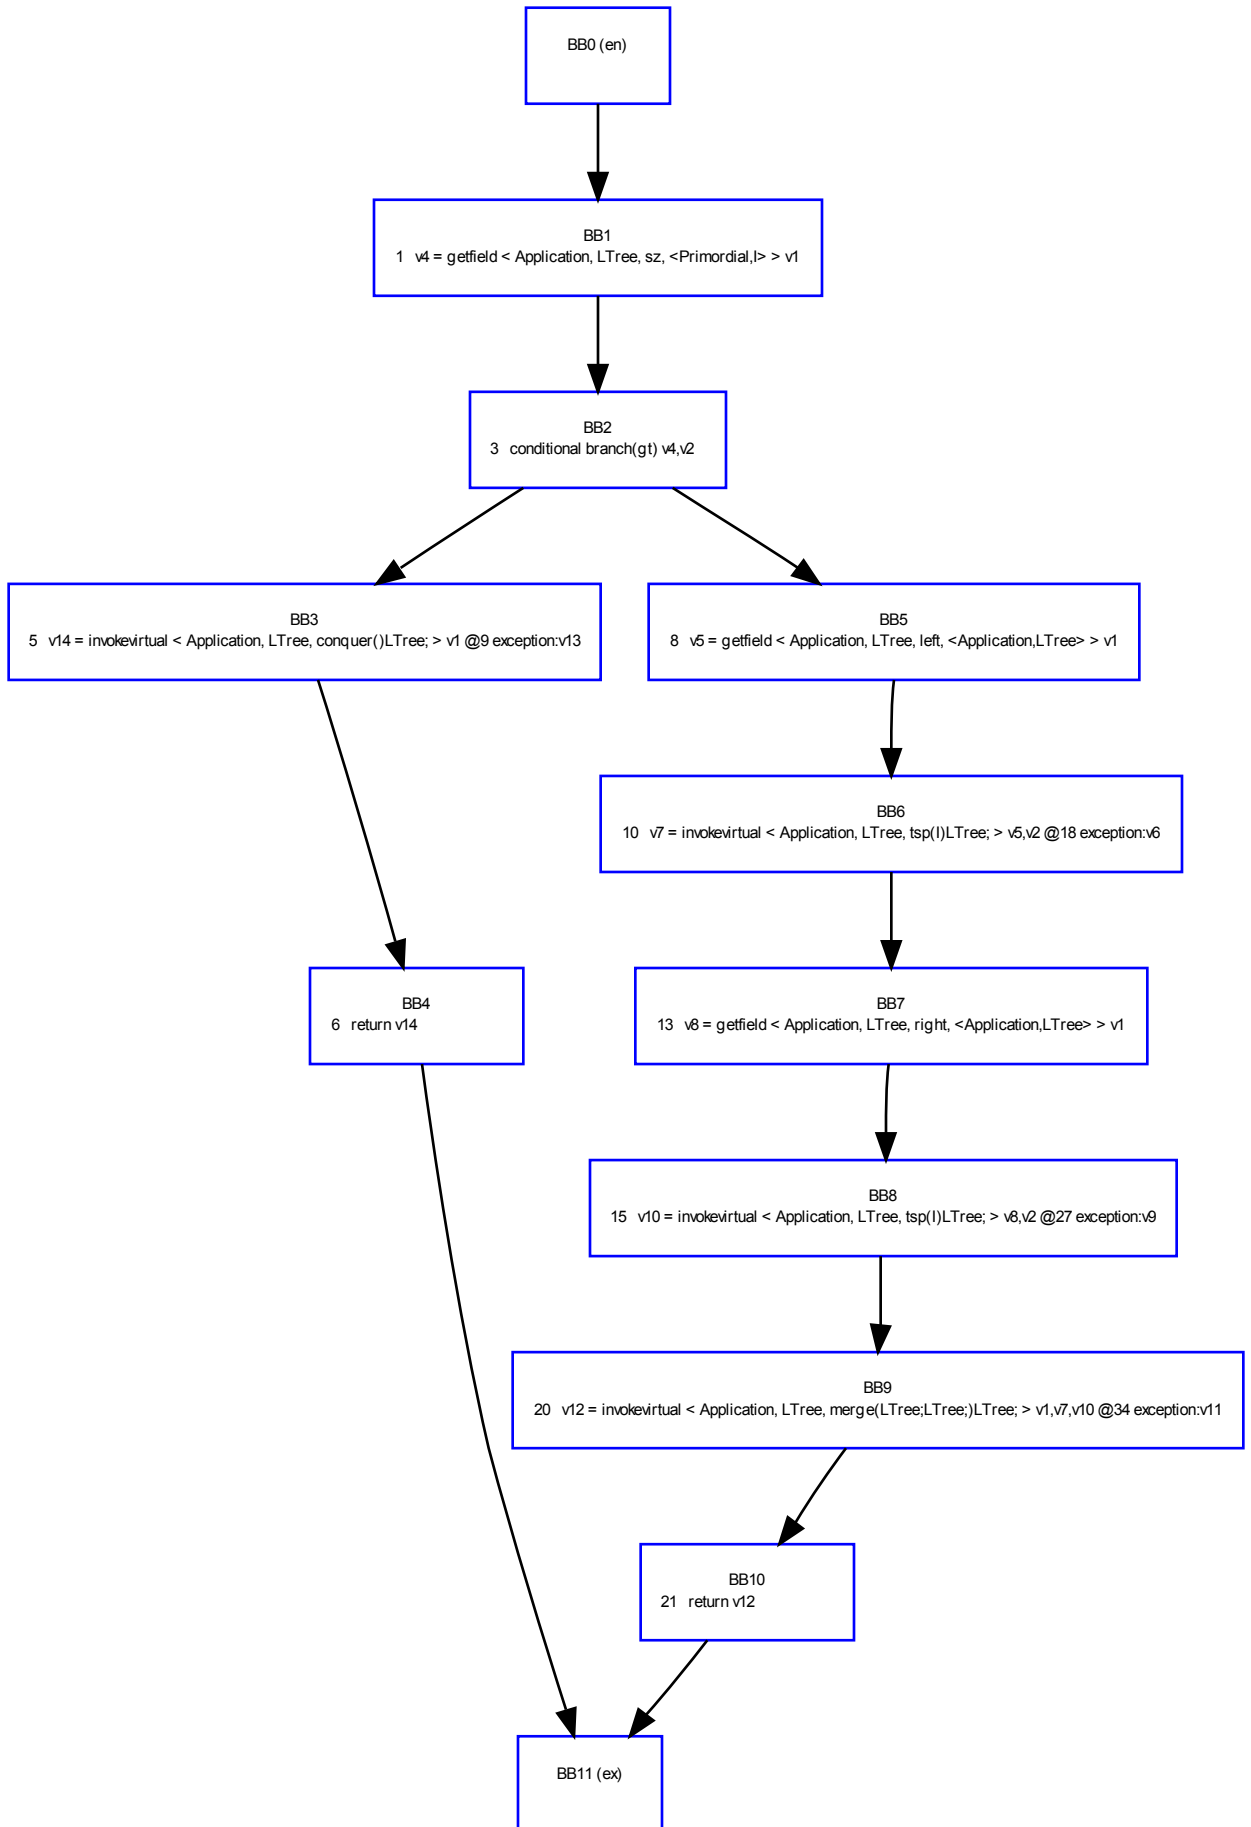 BB0 (en)
BB1
1 v4 = getfield < Application, LTree, sz, <Primordial,I> > v1
BB2
3 conditional branch(gt) v4,v2
BB3
5 v14 = invokevirtual < Application, LTree, conquer()LTree; > v1 @9 exception:v13
BB5
8 v5 = getfield < Application, LTree, left, <Application,LTree> > v1
BB6
10 v7 = invokevirtual < Application, LTree, tsp(I)LTree; > v5,v2 @18 exception:v6
BB4
6 return v14
BB7
13 v8 = getfield < Application, LTree, right, <Application,LTree> > v1
BB8
15 v10 = invokevirtual < Application, LTree, tsp(I)LTree; > v8,v2 @27 exception:v9
BB9
20 v12 = invokevirtual < Application, LTree, merge(LTree;LTree;)LTree; > v1,v7,v10 @34 exception:v11
BB10
21 return v12
BB11 (ex)